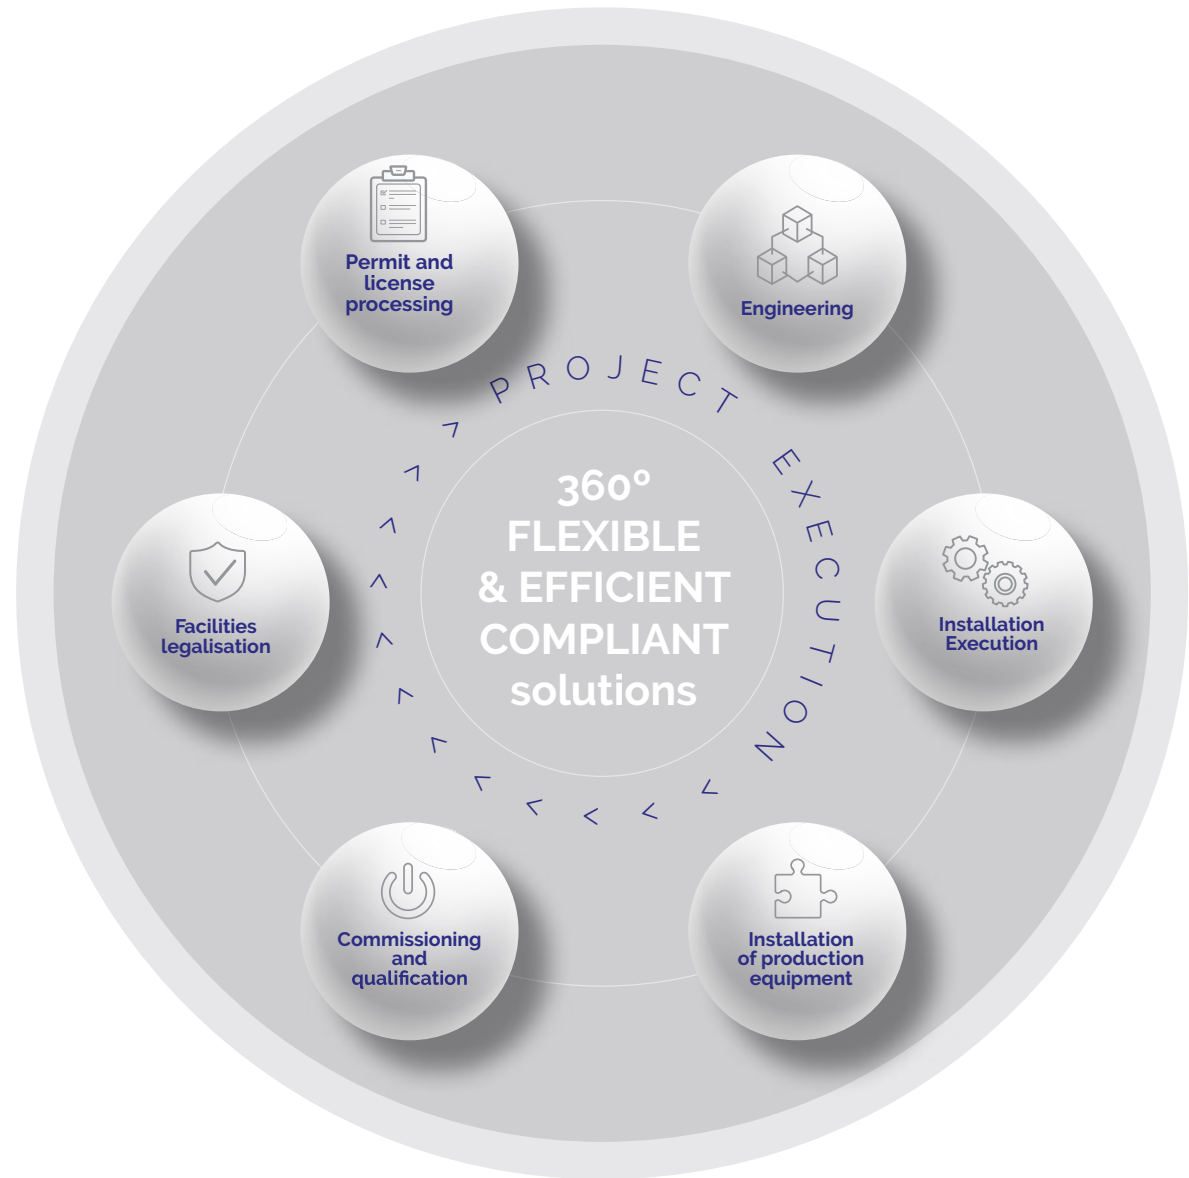 Permit and
license
processing
Engineering
PROJECT EXECUTION > > > > > > > > > > > > > >
360º
FLEXIBLE
& EFFICIENT
COMPLIANT
solutions
Facilities
legalisation
Installation
Execution
Commissioning
and
qualification
Installation
of production
equipment